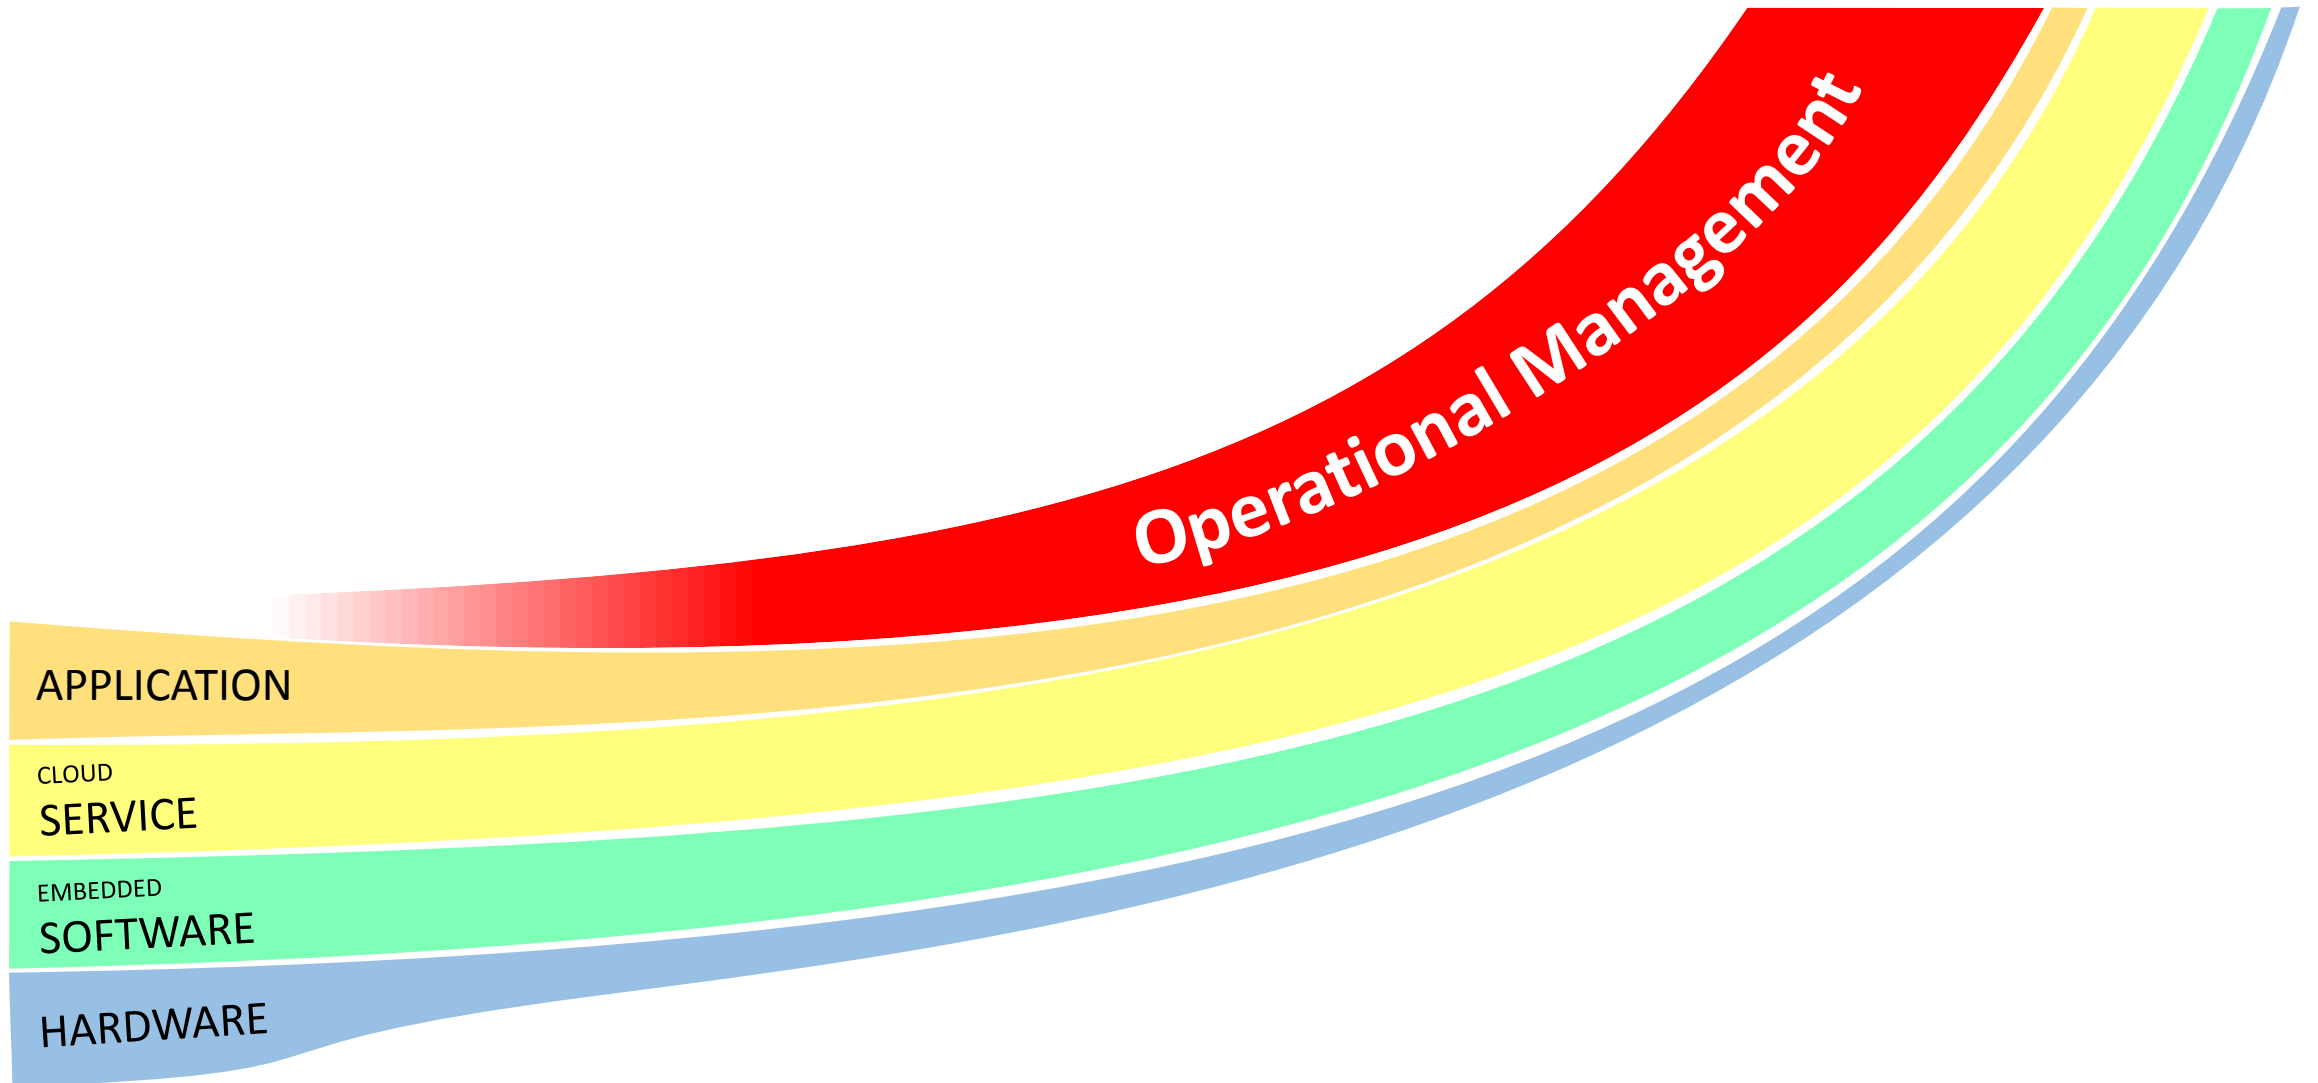 Operational Management
APPLICATION
CLOUD
SERVICE
EMBEDDED
SOFTWARE
HARDWARE